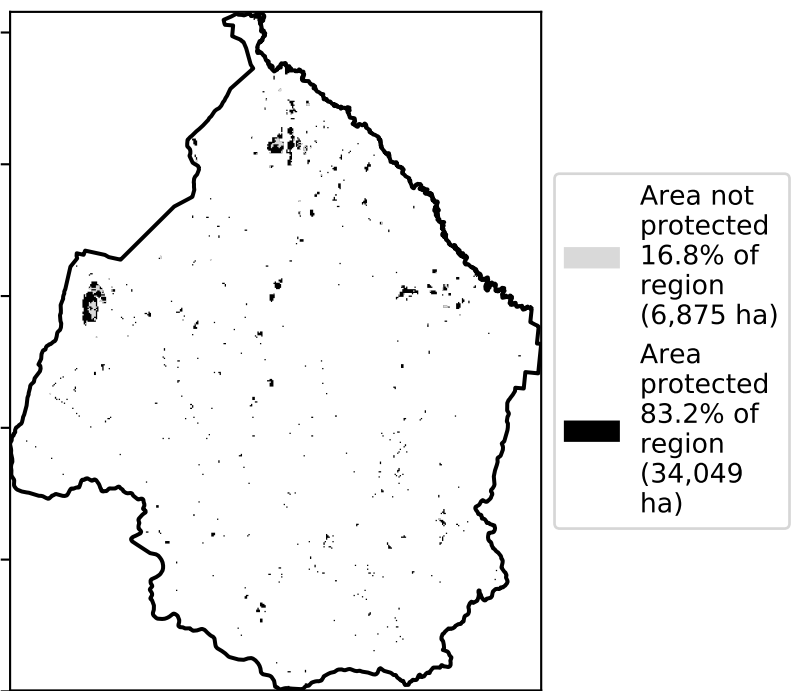 Area not
protected
16.8% of
region
(6,875 ha)
Area
protected
83.2% of
region
(34,049
ha)